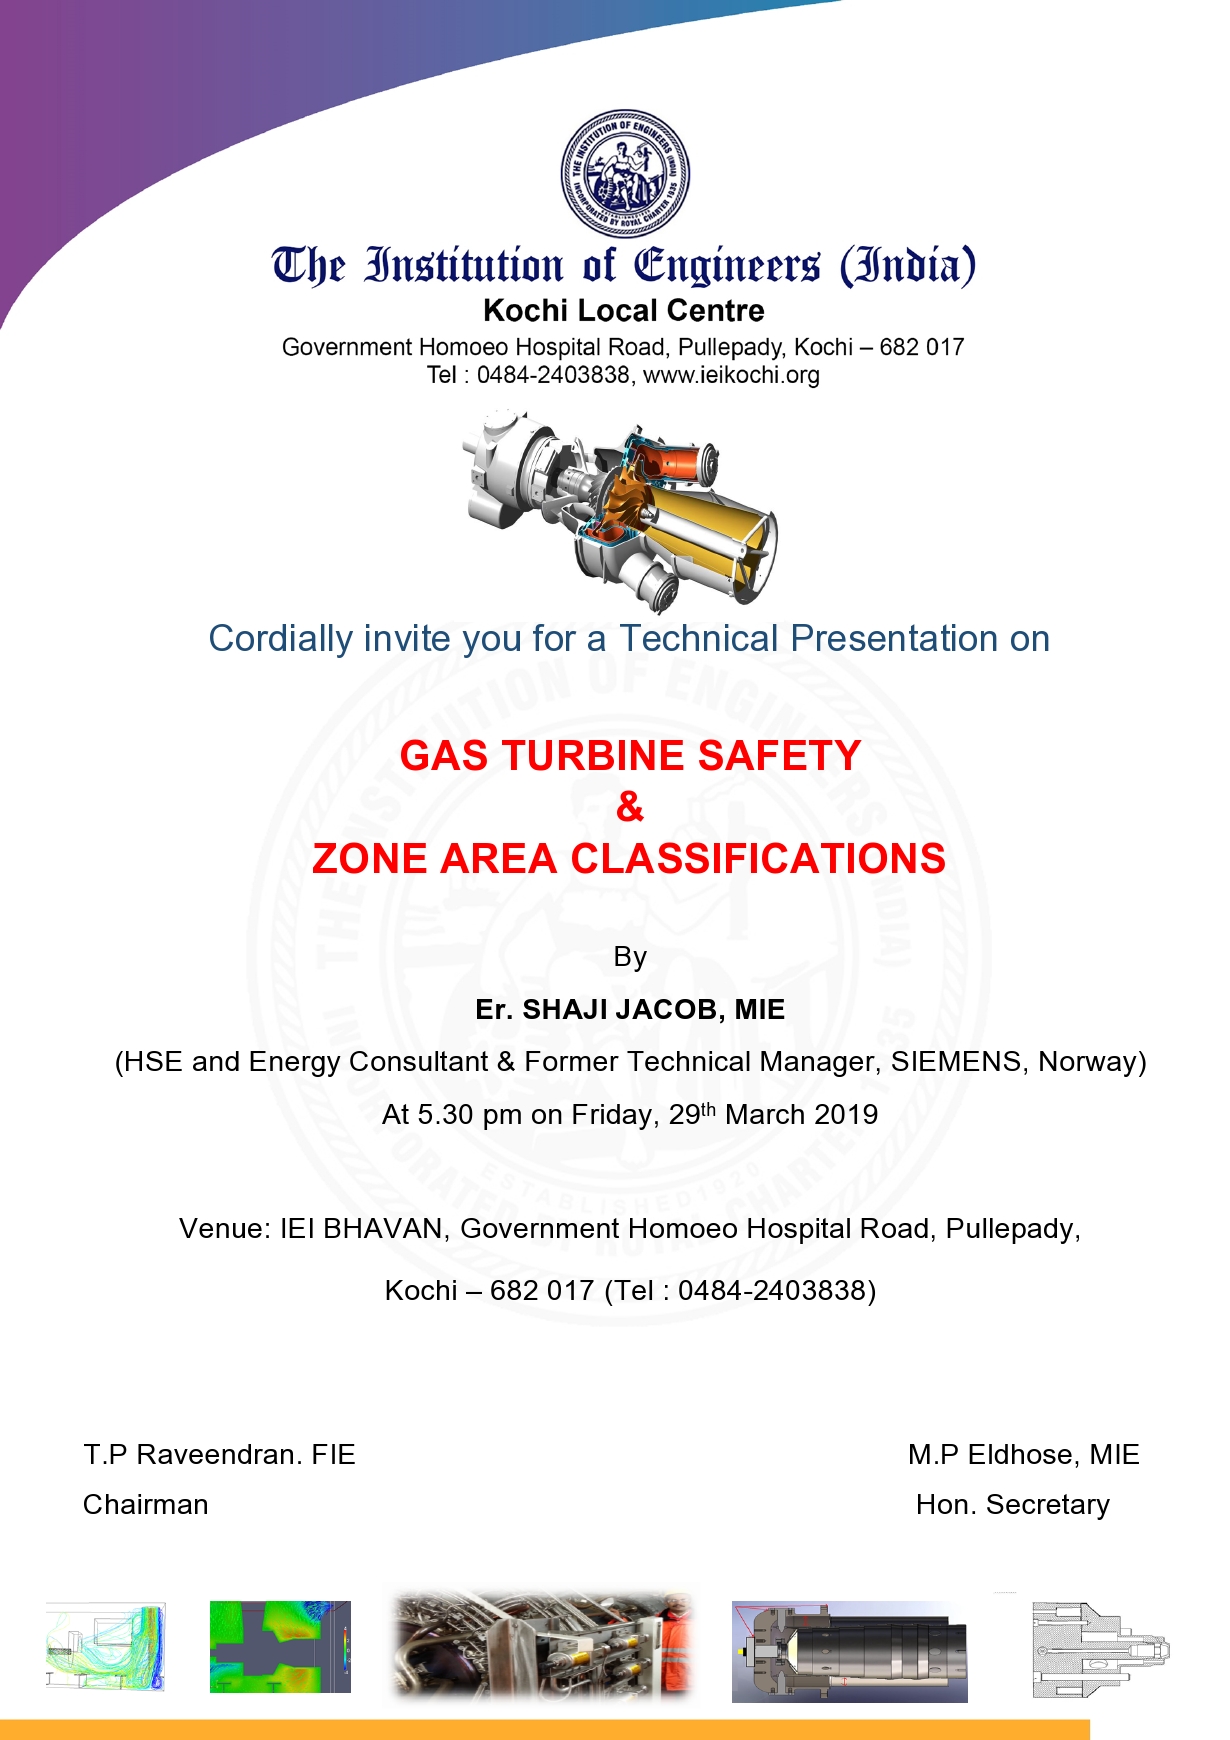 THE INSTITUTION OF ENGINEERS (INDIA)
INCORPORATED BY ROYAL CHARTER 1935
The Institution of Engineers (India)
Kochi Local Centre
Government Homoeo Hospital Road, Pullepady, Kochi – 682 017
Tel : 0484-2403838, www.ieikochi.org
Cordially invite you for a Technical Presentation on
GAS TURBINE SAFETY
&
ZONE AREA CLASSIFICATIONS
By
Er. SHAJI JACOB, MIE
(HSE and Energy Consultant & Former Technical Manager, SIEMENS, Norway)
At 5.30 pm on Friday, 29th March 2019
ESTABLISHED 1920
Venue: IEI BHAVAN, Government Homoeo Hospital Road, Pullepady,
Kochi – 682 017 (Tel : 0484-2403838)
T.P Raveendran. FIE
M.P Eldhose, MIE
Chairman
Hon. Secretary